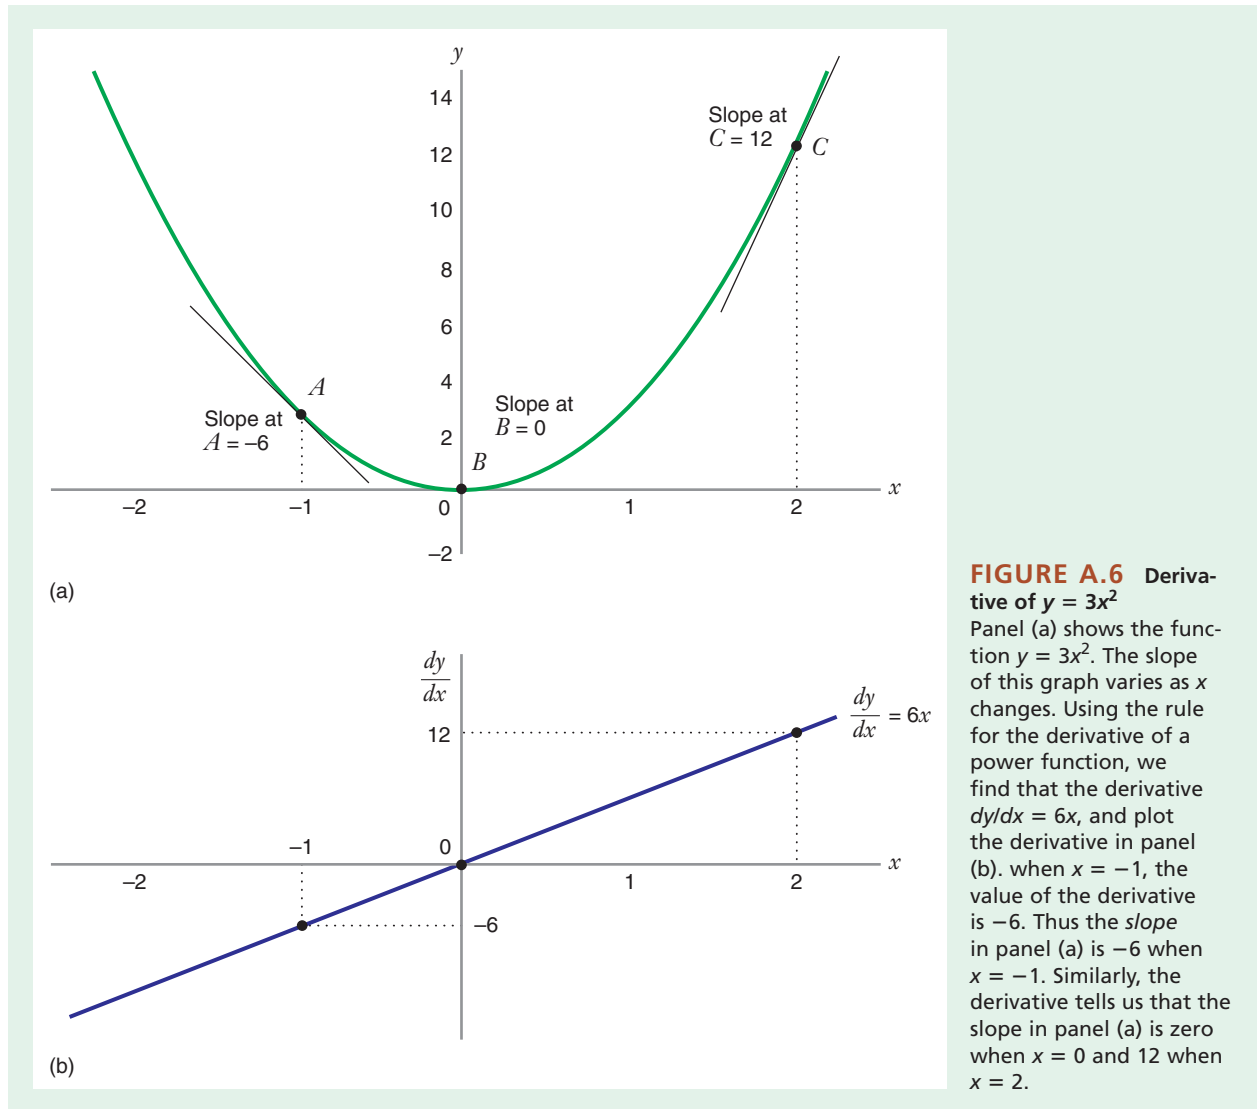 y
14
Slope at
C = 12
C
12
10
8
6
4
A
Slope at
B = 0
Slope at
A = –6
2
B
x
–2
–1
0
1
2
–2
(a)
dy
dx
dy
dx = 6x
12
–1
0
x
–2
1
2
–6
(b)
FIGURE A.6 Deriva-
tive of y = 3x²
Panel (a) shows the func-
tion y = 3x². The slope
of this graph varies as x
changes. Using the rule
for the derivative of a
power function, we
find that the derivative
dy/dx = 6x, and plot
the derivative in panel
(b). when x = −1, the
value of the derivative
is −6. Thus the slope
in panel (a) is −6 when
x = −1. Similarly, the
derivative tells us that the
slope in panel (a) is zero
when x = 0 and 12 when
x = 2.